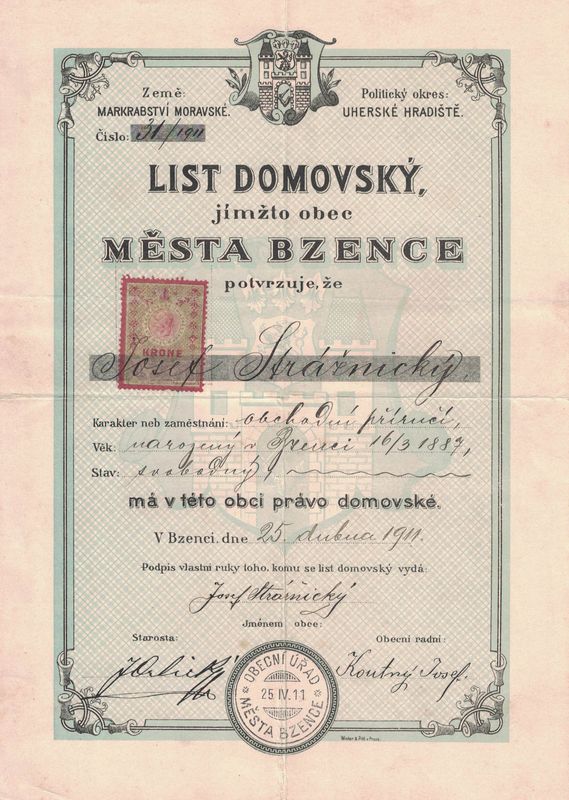 Země:
MARKRABSTVÍ MORAVSKÉ.
Politický okres:
UHERSKÉ HRADIŠTĚ.
Číslo: 31/1911
LIST DOMOVSKÝ,
jímžto obec
MĚSTA BZENCE
potvrzuje, že
KRONE
Josef Strážnický,
Karakter neb zaměstnání: obchodní příručí,
Věk: narozený v Bzenci 16/3 1887,
Stav: svobodný,
má v této obci právo domovské.
V Bzenci, dne 25. dubna 1911.
Podpis vlastní ruky toho, komu se list domovský vydá:
Josef Strážnický
Jménem obce:
Starosta:
Obecní radní:
Koutný Josef.
OBECNÍ ÚŘAD
25.IV.11
MĚSTA BZENCE